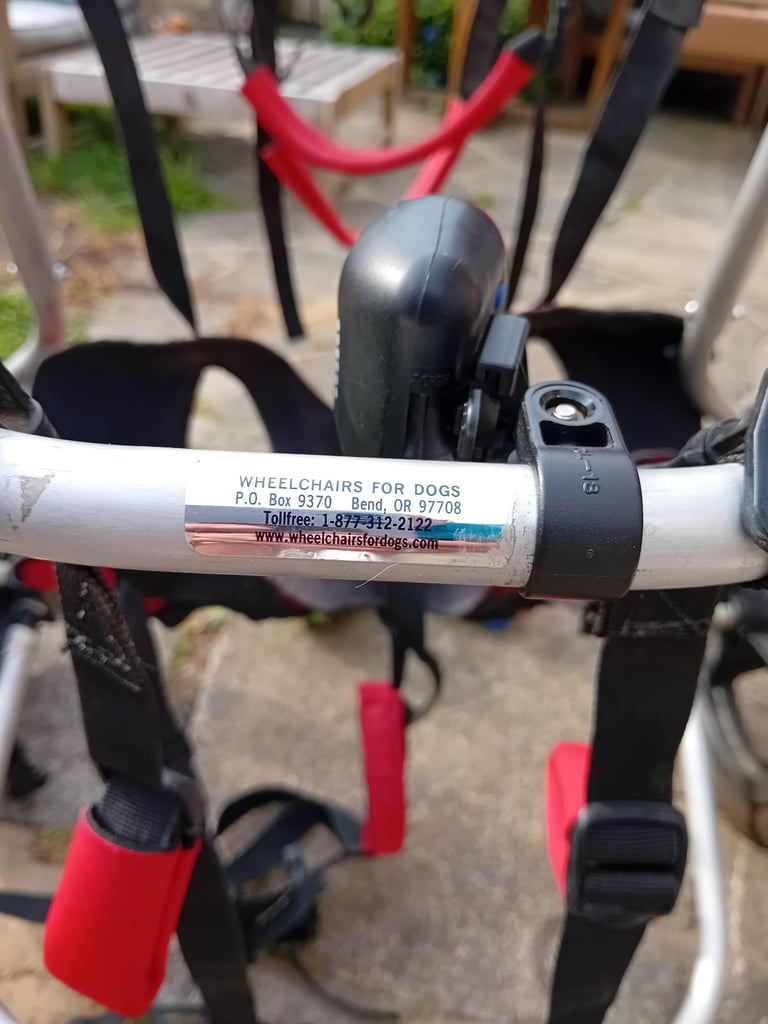 WHEELCHAIRS FOR DOGS
P.O. Box 9370 Bend, OR 97708
Tollfree: 1-877-312-2122
www.wheelchairsfordogs.com